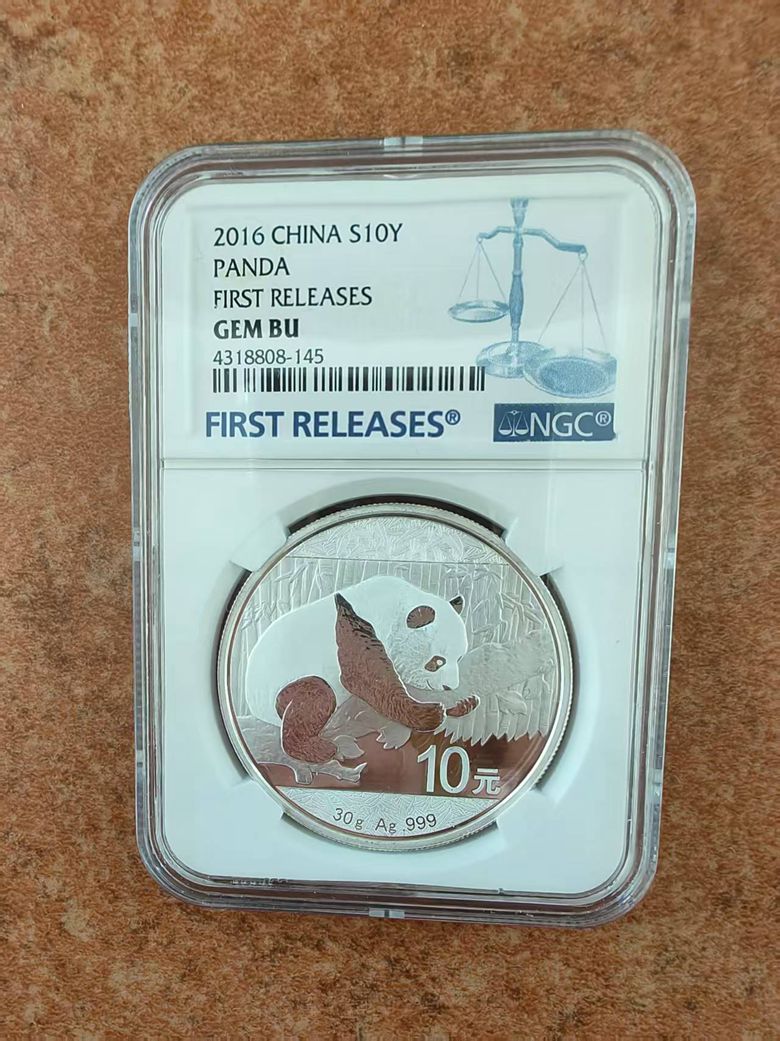 2016 CHINA S10Y
PANDA
FIRST RELEASES
GEM BU
4318808-145
FIRST RELEASES®
NGC®
10元
30g Ag .999